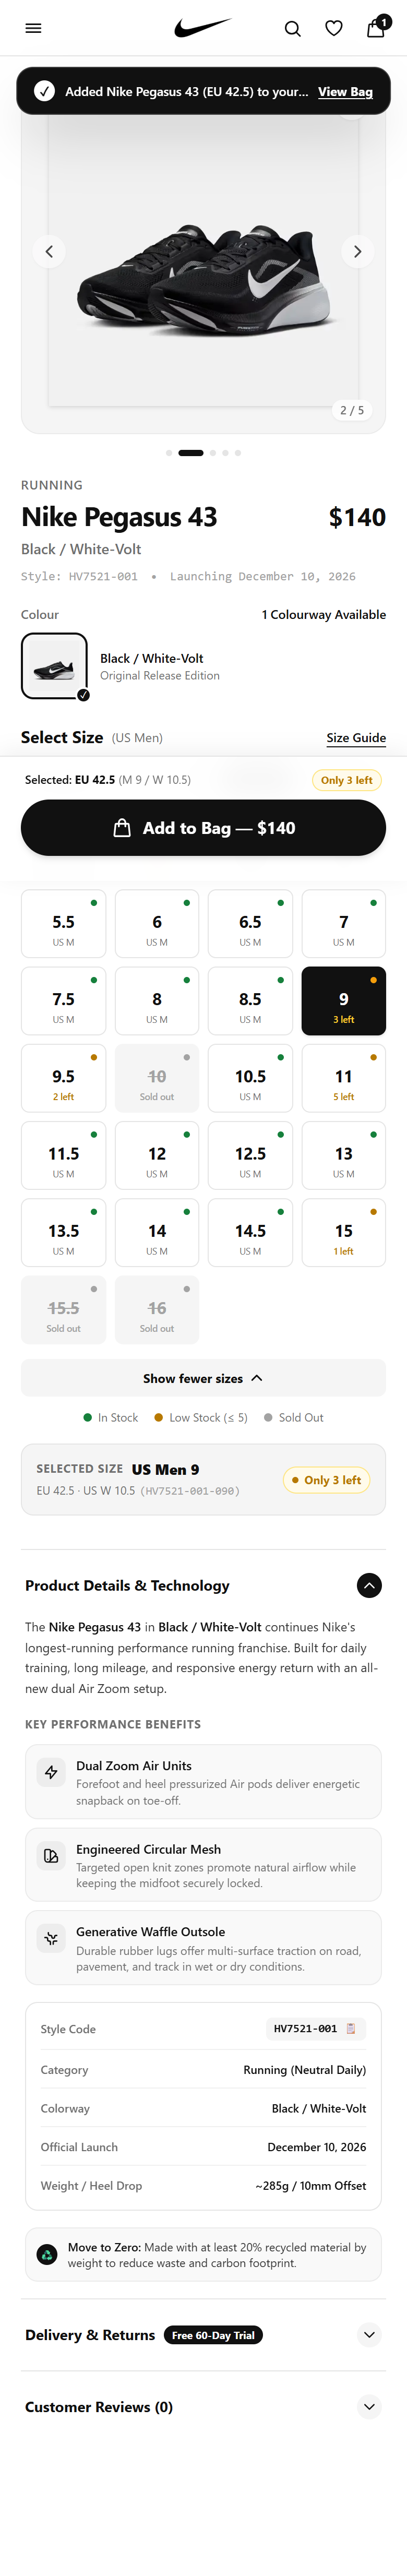 1
Added Nike Pegasus 43 (EU 42.5) to your... View Bag
2 / 5
RUNNING
Nike Pegasus 43 $140
Black / White-Volt
Style: HV7521-001 • Launching December 10, 2026
Colour 1 Colourway Available
Black / White-Volt
Original Release Edition
Select Size (US Men) Size Guide
Selected: EU 42.5 (M 9 / W 10.5) Only 3 left
Add to Bag — $140
5.5 6 6.5 7
US M US M US M US M
7.5 8 8.5 9
US M US M US M 3 left
9.5 10 10.5 11
2 left Sold out US M 5 left
11.5 12 12.5 13
US M US M US M US M
13.5 14 14.5 15
US M US M US M 1 left
15.5 16
Sold out Sold out
Show fewer sizes
In Stock Low Stock (≤ 5) Sold Out
SELECTED SIZE US Men 9
EU 42.5 · US W 10.5 (HV7521-001-090) Only 3 left
Product Details & Technology
The Nike Pegasus 43 in Black / White-Volt continues Nike's
longest-running performance running franchise. Built for daily
training, long mileage, and responsive energy return with an all-
new dual Air Zoom setup.
KEY PERFORMANCE BENEFITS
Dual Zoom Air Units
Forefoot and heel pressurized Air pods deliver energetic
snapback on toe-off.
Engineered Circular Mesh
Targeted open knit zones promote natural airflow while
keeping the midfoot securely locked.
Generative Waffle Outsole
Durable rubber lugs offer multi-surface traction on road,
pavement, and track in wet or dry conditions.
Style Code HV7521-001
Category Running (Neutral Daily)
Colorway Black / White-Volt
Official Launch December 10, 2026
Weight / Heel Drop ~285g / 10mm Offset
Move to Zero: Made with at least 20% recycled material by
weight to reduce waste and carbon footprint.
Delivery & Returns Free 60-Day Trial
Customer Reviews (0)